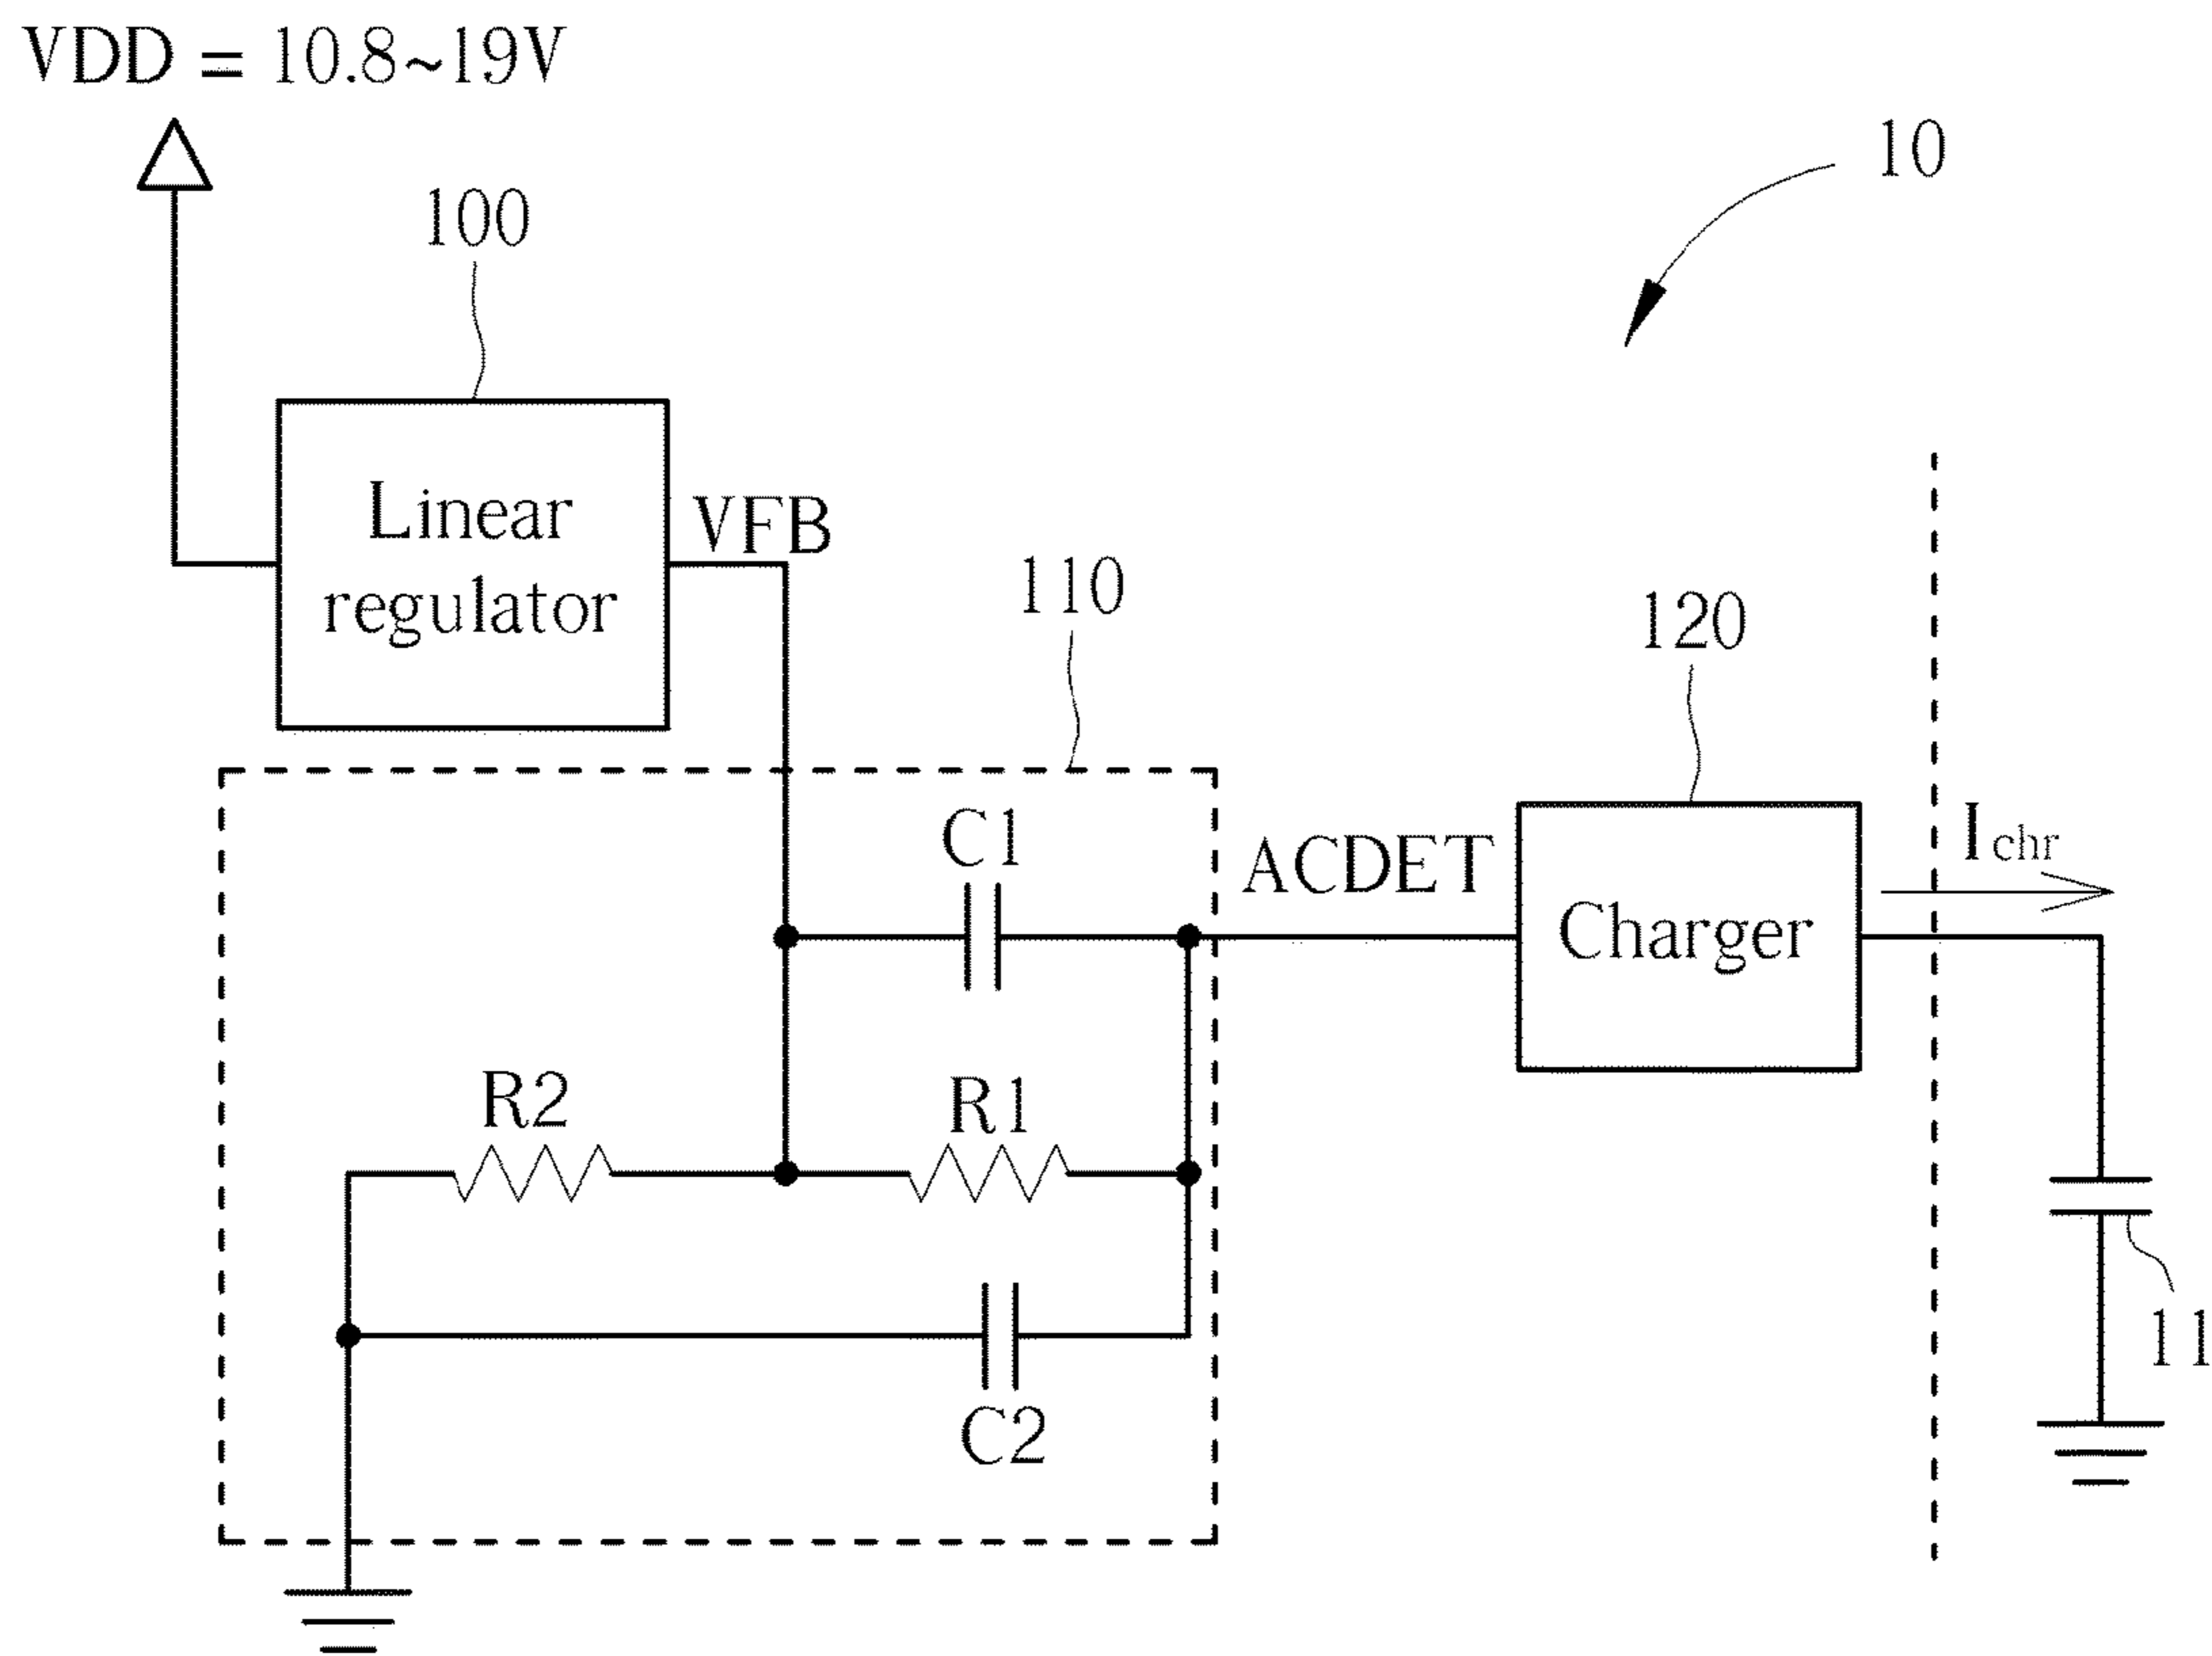 VDD = 10.8~19V
10
100
Linear
regulator
VFB
110
120
C1
ACDET
Charger
Ichr
R2
R1
11
C2